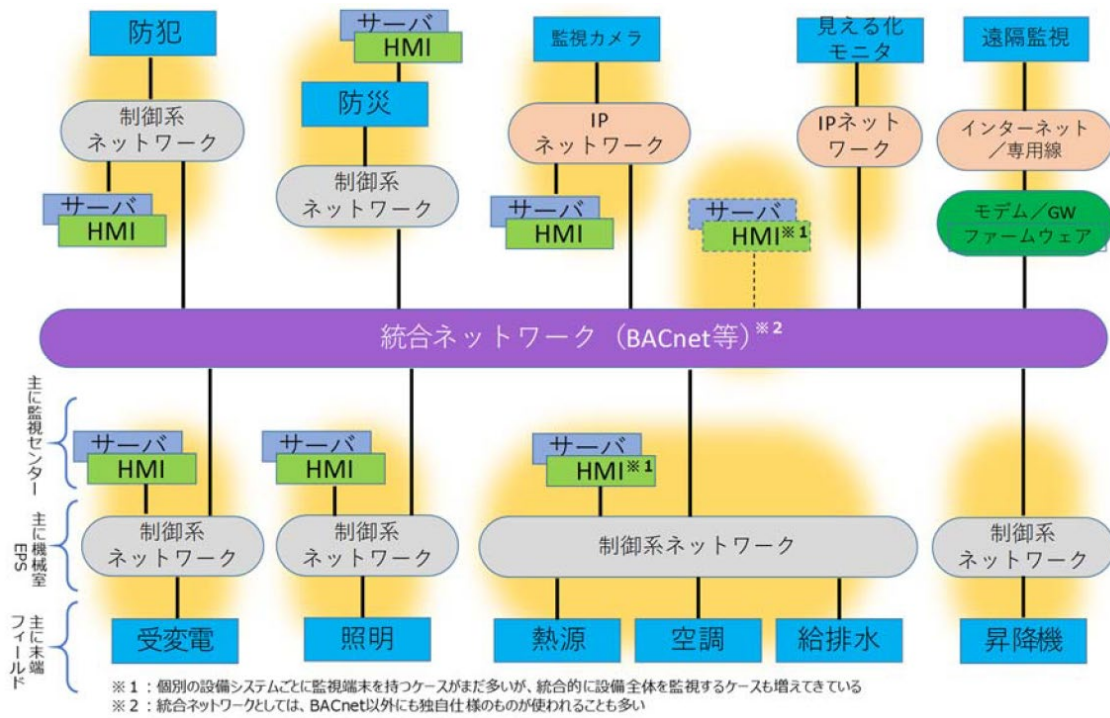 防犯
サーバ
HMI
監視カメラ
見える化
モニタ
遠隔監視
制御系
ネットワーク
防災
IP
ネットワーク
IPネット
ワーク
インターネット
／専用線
サーバ
HMI
制御系
ネットワーク
サーバ
HMI
サーバ
HMI※1
モデム／GW
ファームウェア
統合ネットワーク（BACnet等）※2
主に監視センター
サーバ
HMI
サーバ
HMI
サーバ
HMI※1
主に機械室
EPS
制御系
ネットワーク
制御系
ネットワーク
制御系ネットワーク
制御系
ネットワーク
主に末端
フィールド
受変電
照明
熱源
空調
給排水
昇降機
※1：個別の設備システムごとに監視端末を持つケースがまだ多いが、統合的に設備全体を監視するケースも増えてきている
※2：統合ネットワークとしては、BACnet以外にも独自仕様のものが使われることも多い